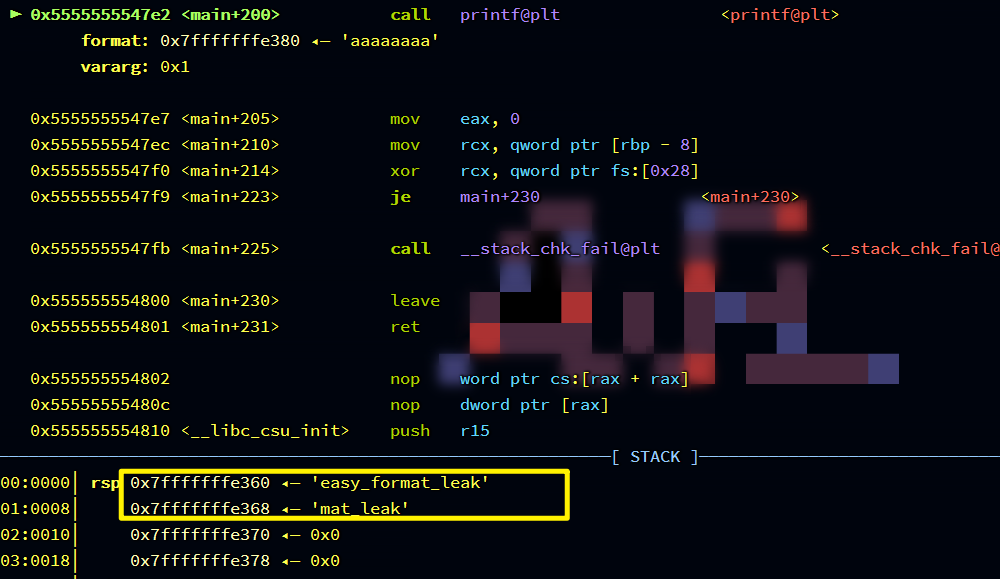 ► 0x5555555547e2 <main+200> call printf@plt <printf@plt>
format: 0x7fffffffe380 ◂— 'aaaaaaaa'
vararg: 0x1
0x5555555547e7 <main+205> mov eax, 0
0x5555555547ec <main+210> mov rcx, qword ptr [rbp - 8]
0x5555555547f0 <main+214> xor rcx, qword ptr fs:[0x28]
0x5555555547f9 <main+223> je main+230 <main+230>
0x5555555547fb <main+225> call __stack_chk_fail@plt <__stack_chk_fail@
0x555555554800 <main+230> leave
0x555555554801 <main+231> ret
0x555555554802 nop word ptr cs:[rax + rax]
0x55555555480c nop dword ptr [rax]
0x555555554810 <__libc_csu_init> push r15
[ STACK ]
00:0000│ rsp 0x7fffffffe360 ◂— 'easy_format_leak'
01:0008│ 0x7fffffffe368 ◂— 'mat_leak'
02:0010│ 0x7fffffffe370 ◂— 0x0
03:0018│ 0x7fffffffe378 ◂— 0x0